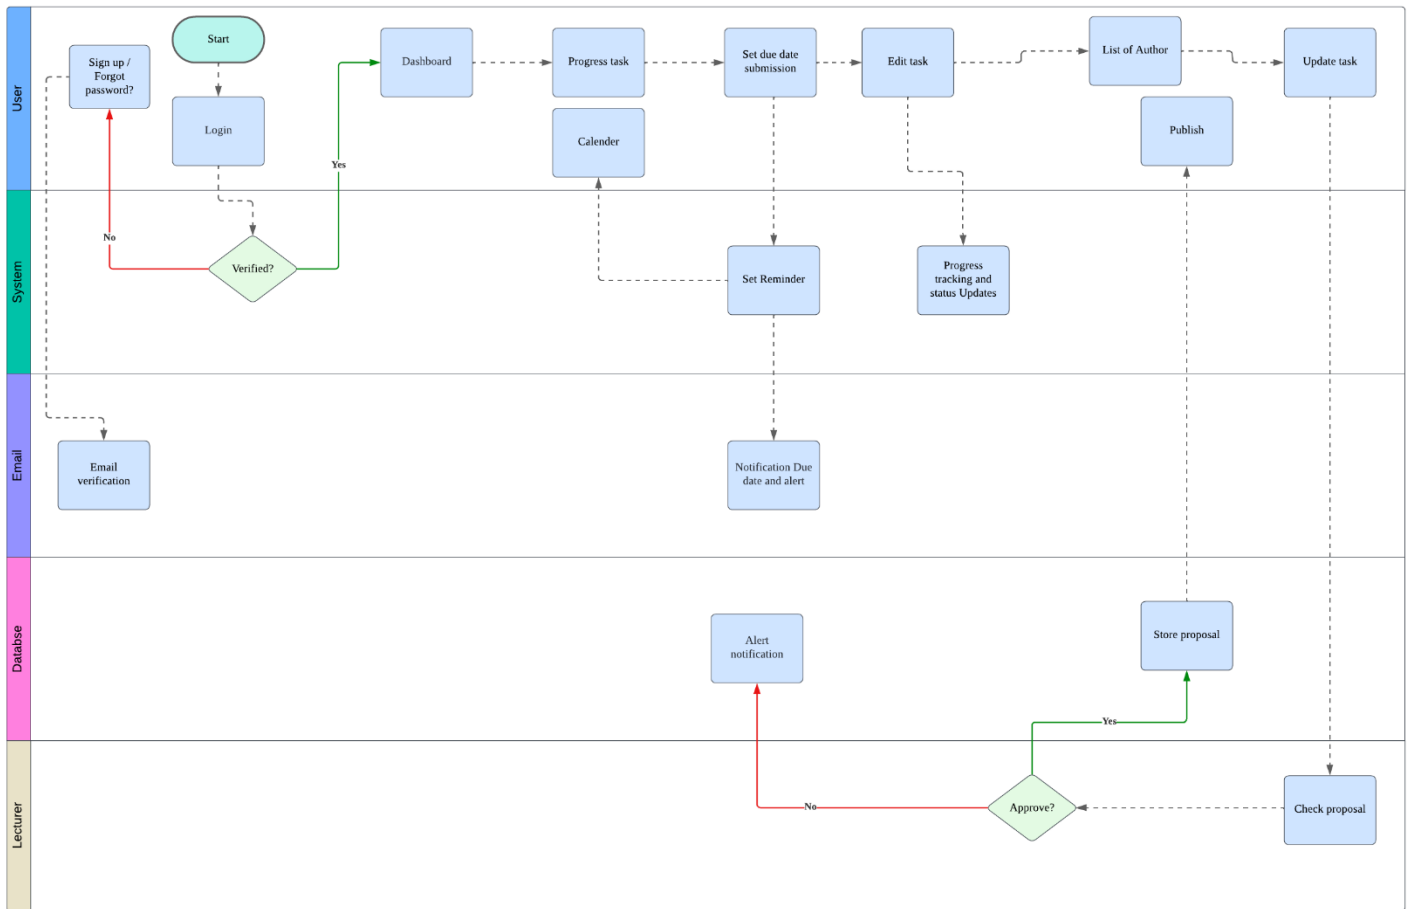 User
Start
Sign up /
Forgot
password?
Login
Dashboard
Progress task
Set due date
submission
Edit task
List of Author
Update task
Calender
Publish
Yes
No
System
Verified?
Set Reminder
Progress
tracking and
status Updates
Email
Email
verification
Notification Due
date and alert
Databse
Alert
notification
Store proposal
Yes
Lecturer
No
Approve?
Check proposal